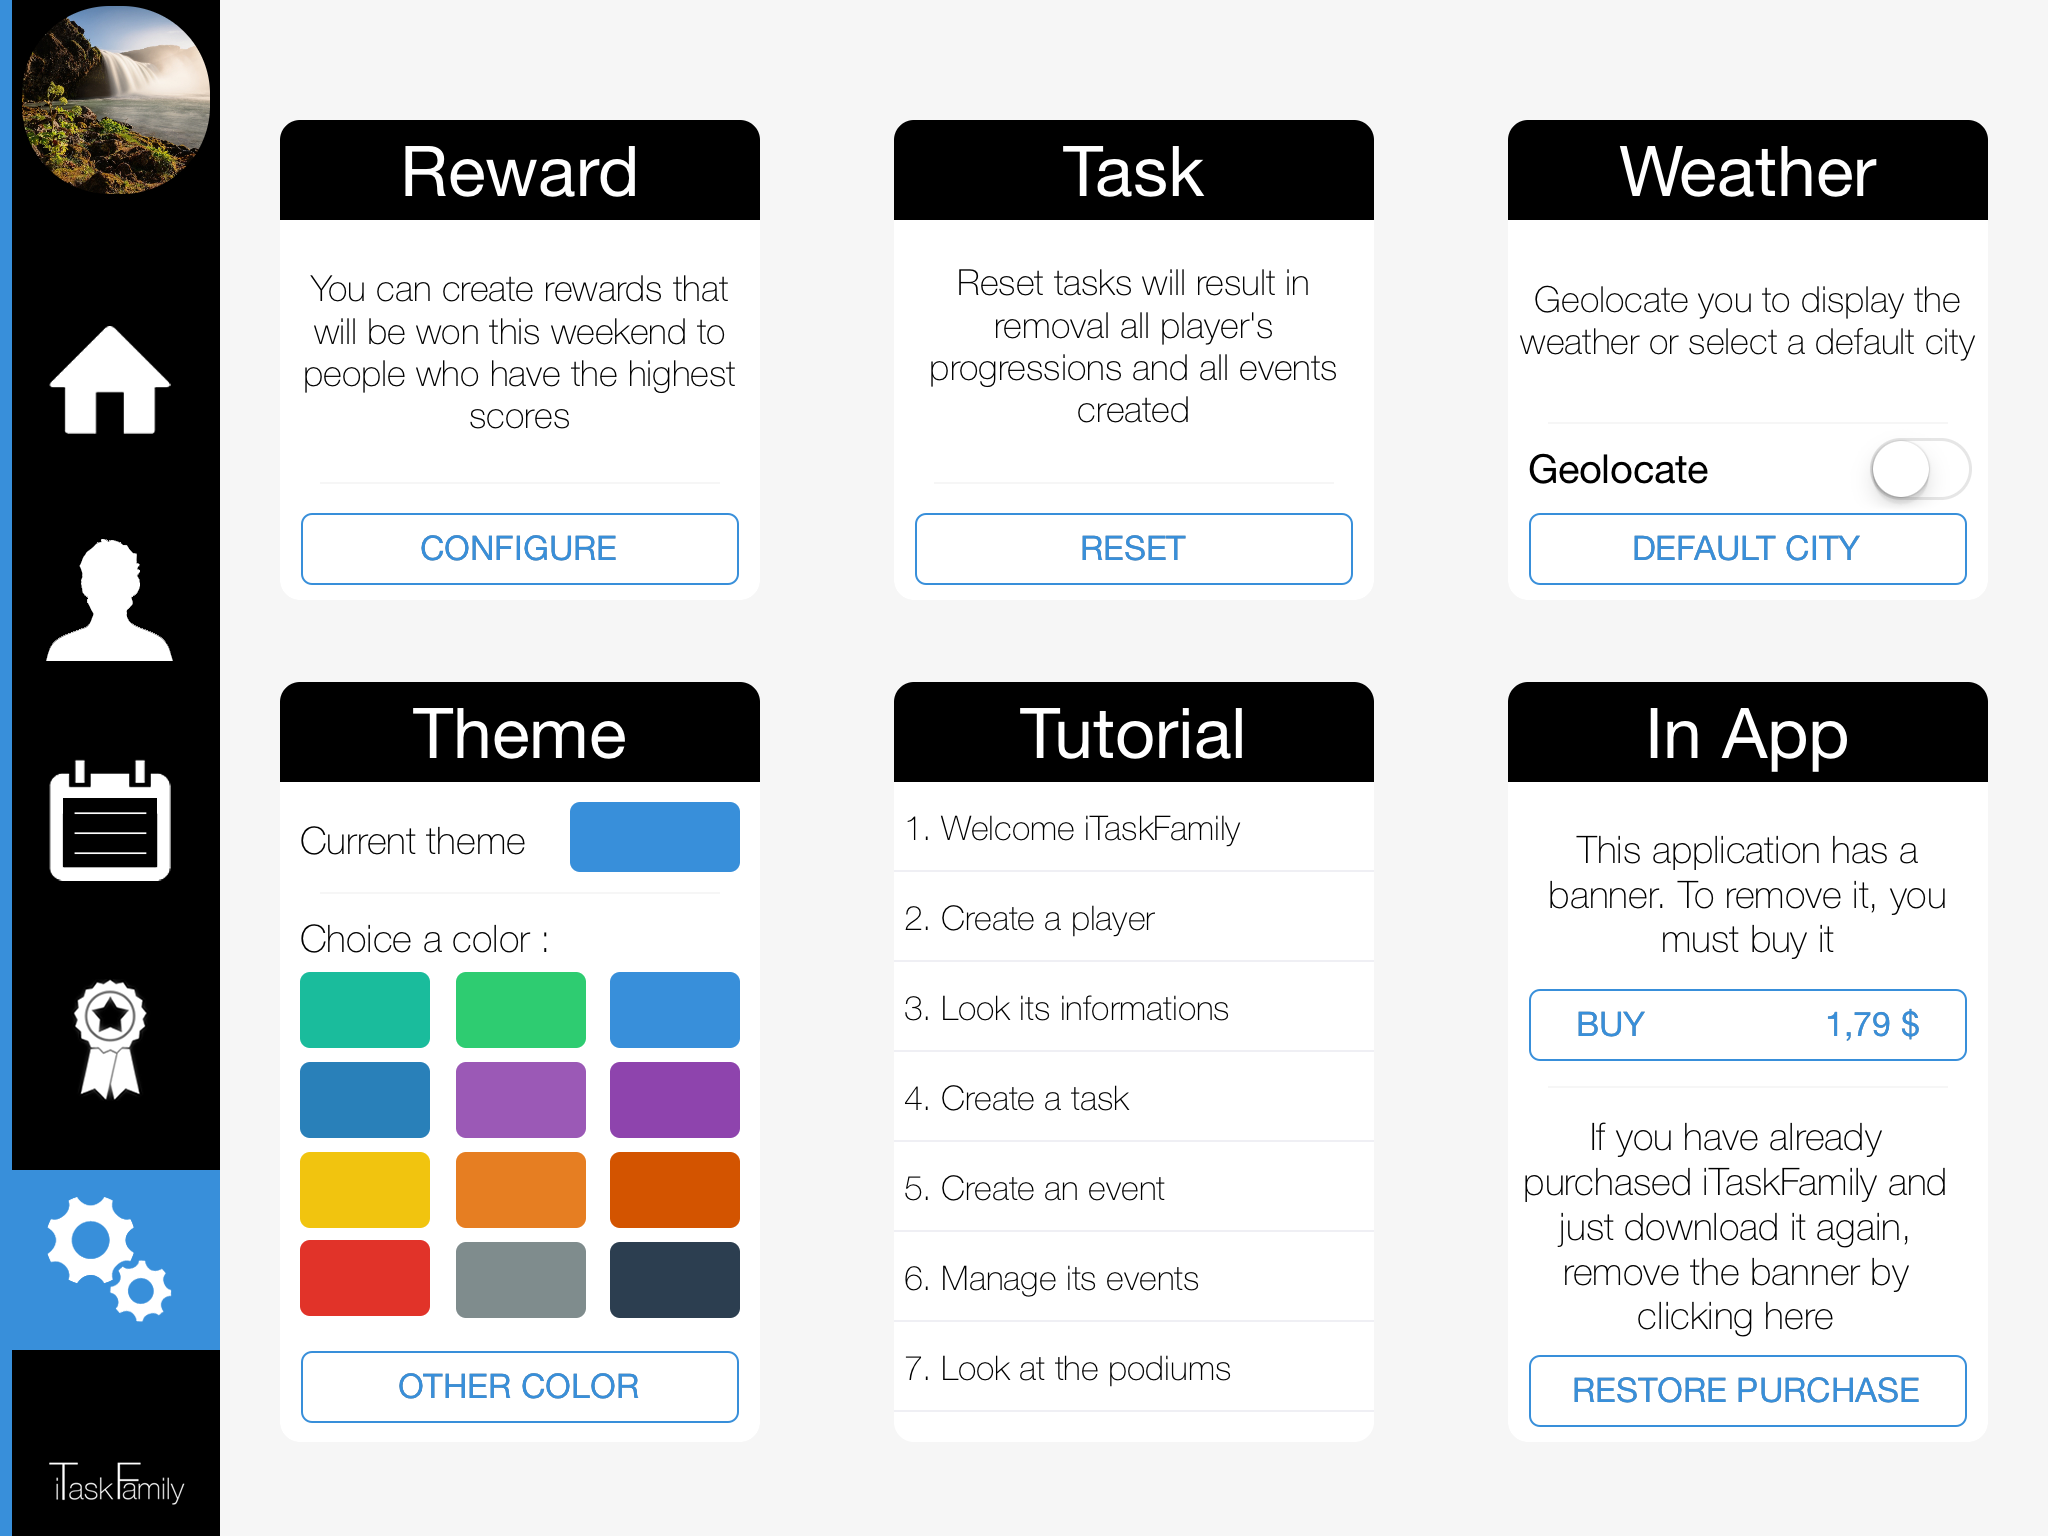 Reward
You can create rewards that
will be won this weekend to
people who have the highest
scores
CONFIGURE
Task
Reset tasks will result in
removal all player's
progressions and all events
created
RESET
Weather
Geolocate you to display the
weather or select a default city
Geolocate
DEFAULT CITY
Theme
Current theme
Choice a color :
OTHER COLOR
Tutorial
1. Welcome iTaskFamily
2. Create a player
3. Look its informations
4. Create a task
5. Create an event
6. Manage its events
7. Look at the podiums
In App
This application has a
banner. To remove it, you
must buy it
BUY 1,79 $
If you have already
purchased iTaskFamily and
just download it again,
remove the banner by
clicking here
RESTORE PURCHASE
iTaskFamily